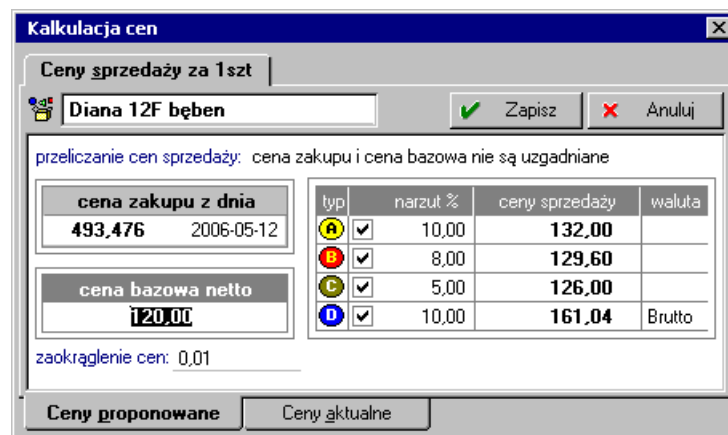 Kalkulacja cen
Ceny sprzedaży za 1szt
Diana 12F bęben
Zapisz
Anuluj
przeliczanie cen sprzedaży: cena zakupu i cena bazowa nie są uzgadniane
cena zakupu z dnia
493,476 2006-05-12
cena bazowa netto
120,00
zaokrąglenie cen: 0,01
typ narzut % ceny sprzedaży waluta
A 10,00 132,00
B 8,00 129,60
C 5,00 126,00
D 10,00 161,04 Brutto
Ceny proponowane
Ceny aktualne